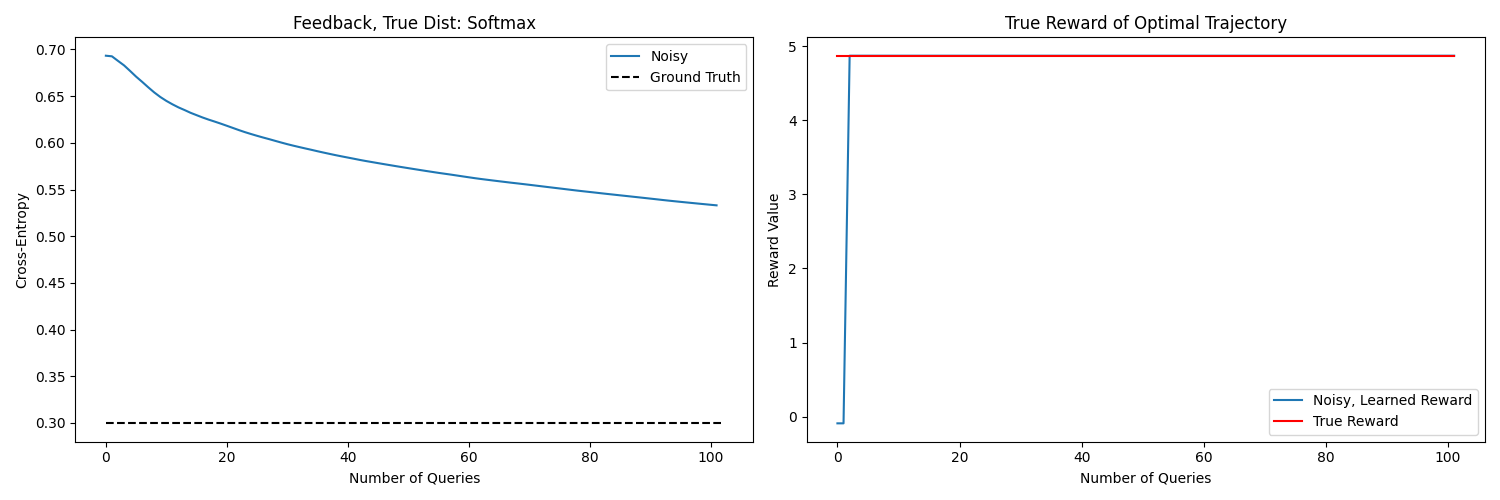 Feedback, True Dist: Softmax
Cross-Entropy
0.70
0.65
0.60
0.55
0.50
0.45
0.40
0.35
0.30
Noisy
Ground Truth
0 20 40 60 80 100
Number of Queries
True Reward of Optimal Trajectory
Reward Value
5
4
3
2
1
0
Noisy, Learned Reward
True Reward
0 20 40 60 80 100
Number of Queries